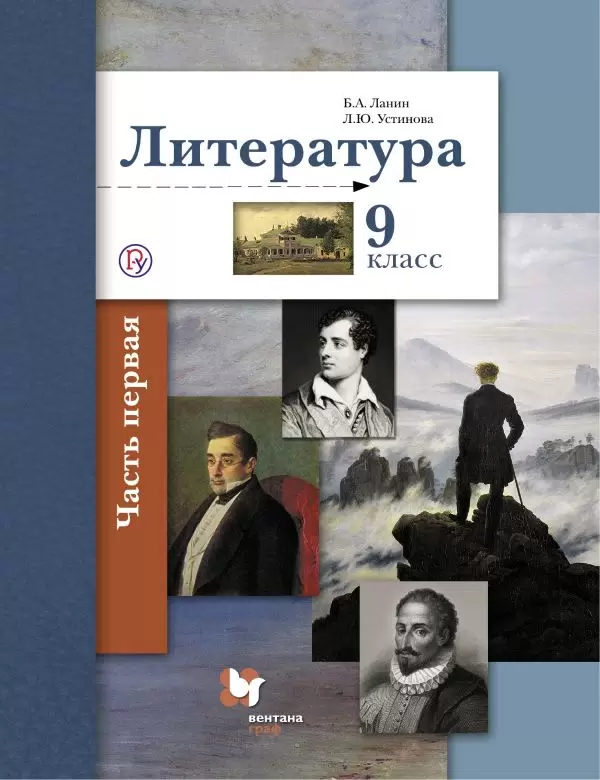 Б.А. Ланин
Л.Ю. Устинова
Литература
9
класс
Р-у
Часть первая
вентана
граф